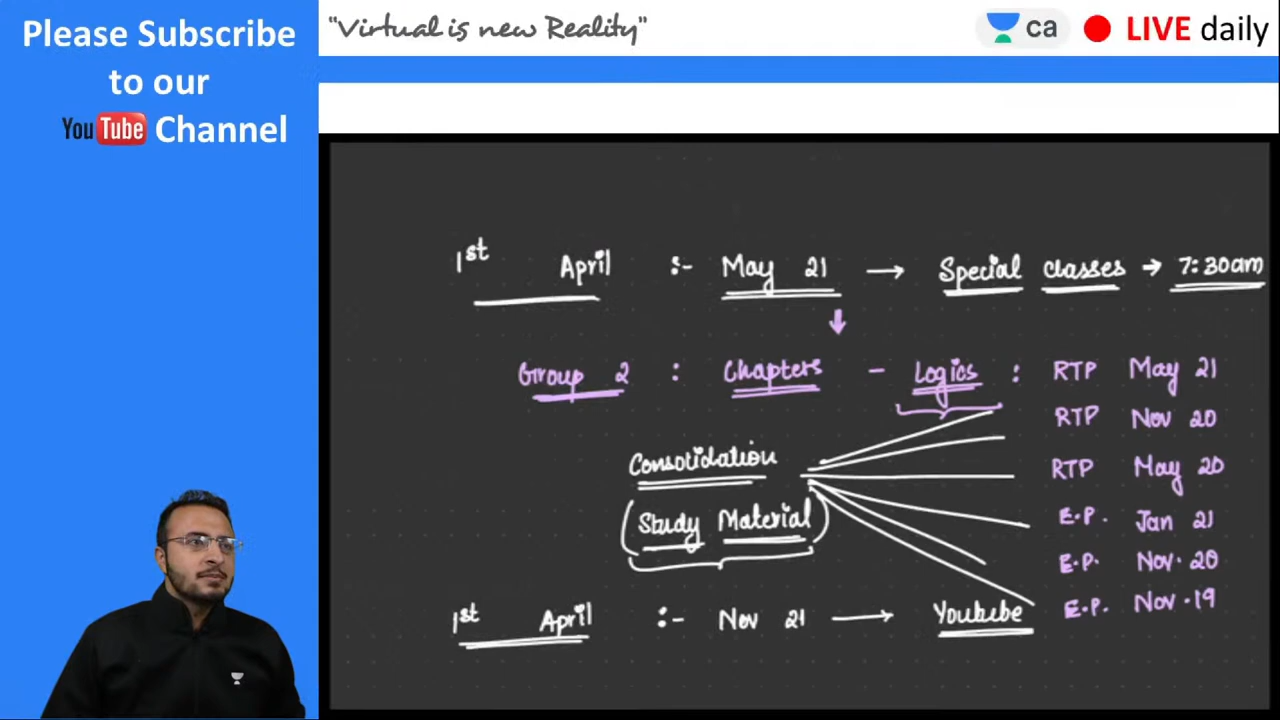 Please Subscribe
to our
YouTube Channel
"Virtual is new Reality"
ca LIVE daily
1st April :- May 21 → Special classes → 7:30am
Group 2 : Chapters - Logics : RTP May 21
RTP Nov 20
Consolidation RTP May 20
(Study Material) E.P. Jan 21
E.P. Nov. 20
E.P. Nov. 19
1st April :- Nov 21 → Youtube